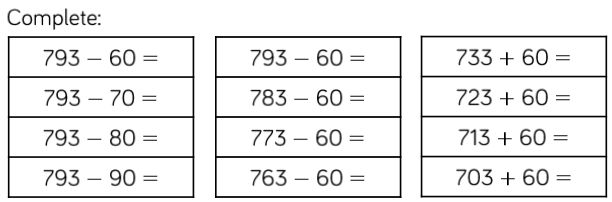 Complete:
793 – 60 =
793 – 70 =
793 – 80 =
793 – 90 =
793 – 60 =
783 – 60 =
773 – 60 =
763 – 60 =
733 + 60 =
723 + 60 =
713 + 60 =
703 + 60 =